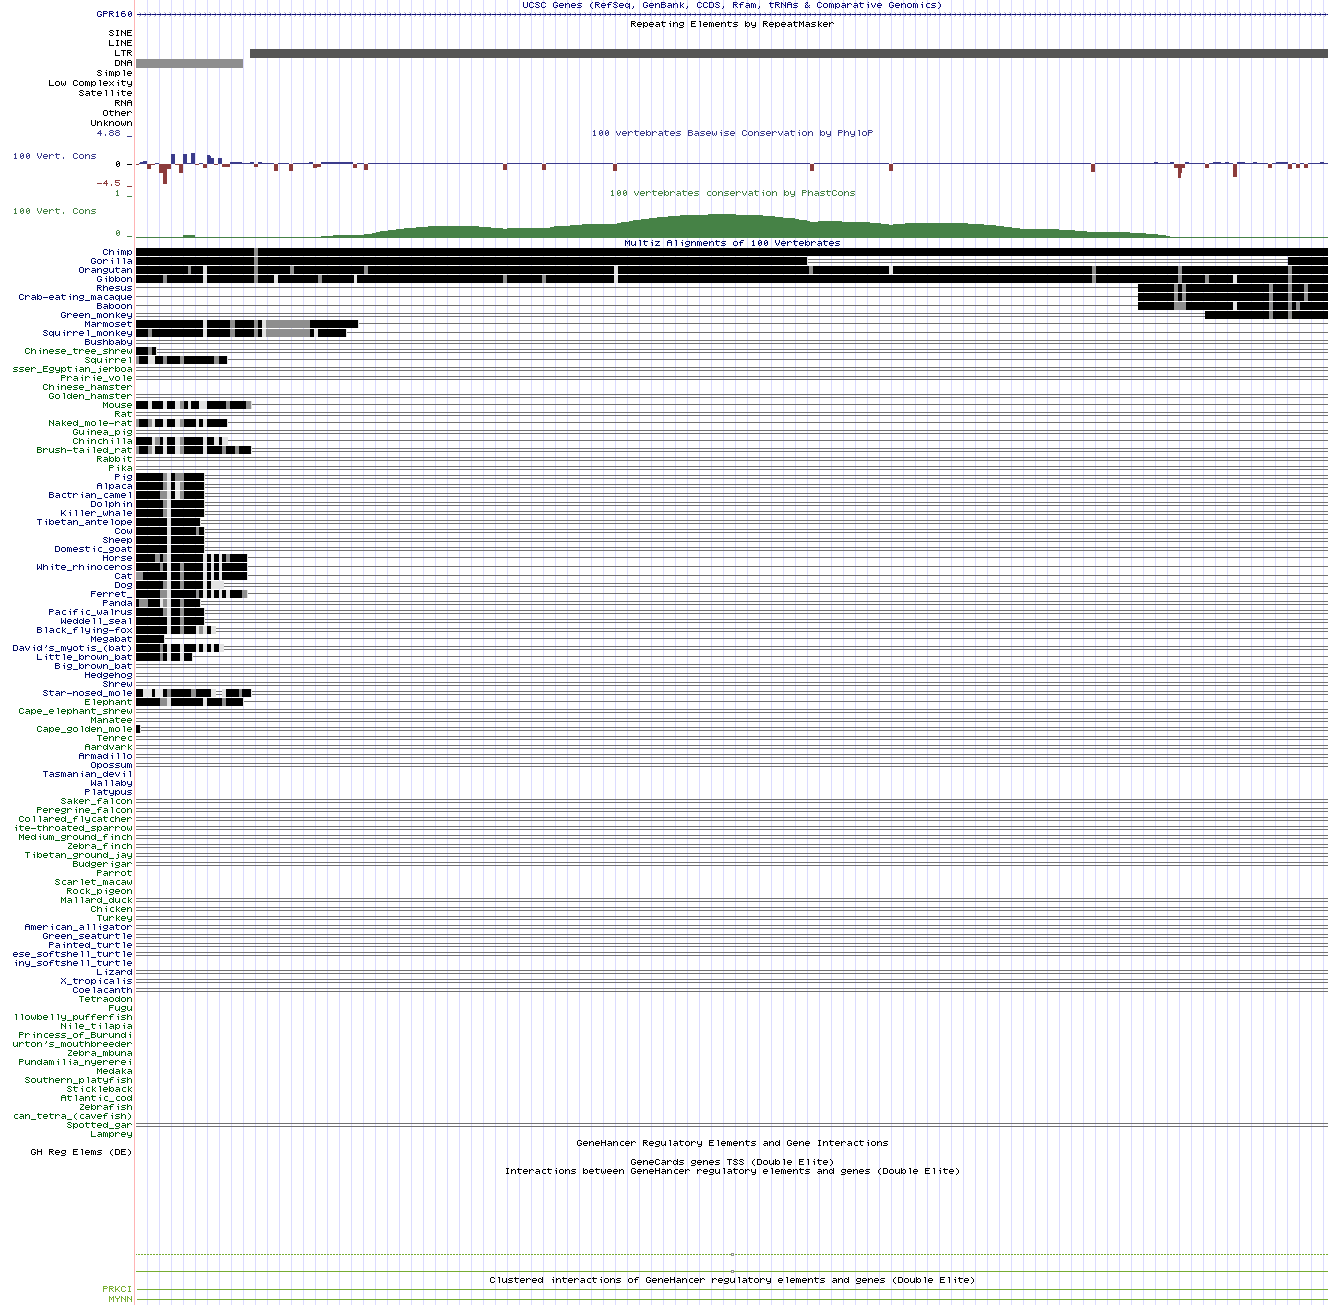 UCSC Genes (RefSeq, GenBank, CCDS, Rfam, tRNAs & Comparative Genomics)
GPR160
Repeating Elements by RepeatMasker
SINE
LINE
LTR
DNA
Simple
Low Complexity
Satellite
RNA
Other
Unknown
4.88 _
100 vertebrates Basewise Conservation by PhyloP
100 Vert. Cons
0 _
-4.5 _
1 _
100 vertebrates conservation by PhastCons
100 Vert. Cons
0 _
Multiz Alignments of 100 Vertebrates
Chimp
Gorilla
Orangutan
Gibbon
Rhesus
Crab-eating_macaque
Baboon
Green_monkey
Marmoset
Squirrel_monkey
Bushbaby
Chinese_tree_shrew
Squirrel
sser_Egyptian_jerboa
Prairie_vole
Chinese_hamster
Golden_hamster
Mouse
Rat
Naked_mole-rat
Guinea_pig
Chinchilla
Brush-tailed_rat
Rabbit
Pika
Pig
Alpaca
Bactrian_camel
Dolphin
Killer_whale
Tibetan_antelope
Cow
Sheep
Domestic_goat
Horse
White_rhinoceros
Cat
Dog
Ferret_
Panda
Pacific_walrus
Weddell_seal
Black_flying-fox
Megabat
David's_myotis_(bat)
Little_brown_bat
Big_brown_bat
Hedgehog
Shrew
Star-nosed_mole
Elephant
Cape_elephant_shrew
Manatee
Cape_golden_mole
Tenrec
Aardvark
Armadillo
Opossum
Tasmanian_devil
Wallaby
Platypus
Saker_falcon
Peregrine_falcon
Collared_flycatcher
ite-throated_sparrow
Medium_ground_finch
Zebra_finch
Tibetan_ground_jay
Budgerigar
Parrot
Scarlet_macaw
Rock_pigeon
Mallard_duck
Chicken
Turkey
American_alligator
Green_seaturtle
Painted_turtle
ese_softshell_turtle
iny_softshell_turtle
Lizard
X_tropicalis
Coelacanth
Tetraodon
Fugu
llowbelly_pufferfish
Nile_tilapia
Princess_of_Burundi
urton's_mouthbreeder
Zebra_mbuna
Pundamilia_nyererei
Medaka
Southern_platyfish
Stickleback
Atlantic_cod
Zebrafish
can_tetra_(cavefish)
Spotted_gar
Lamprey
GeneHancer Regulatory Elements and Gene Interactions
GH Reg Elems (DE)
GeneCards genes TSS (Double Elite)
Interactions between GeneHancer regulatory elements and genes (Double Elite)
Clustered interactions of GeneHancer regulatory elements and genes (Double Elite)
PRKCI
MYNN